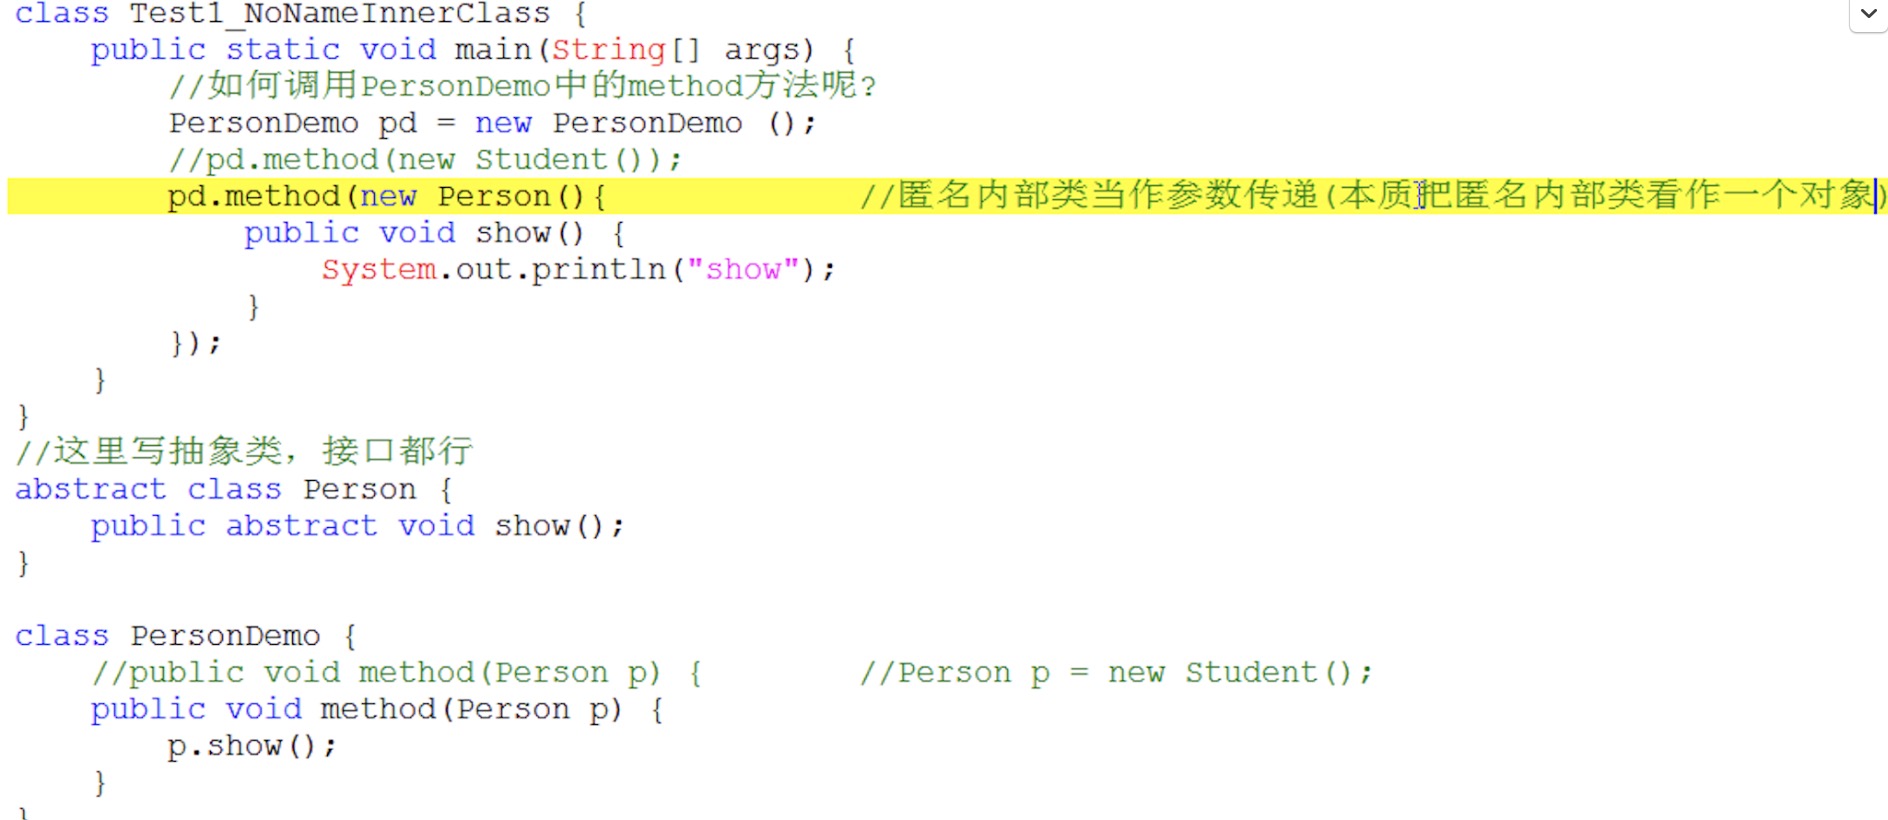 class Test1_NoNameInnerClass {
    public static void main(String[] args) {
        //如何调用PersonDemo中的method方法呢?
        PersonDemo pd = new PersonDemo ();
        //pd.method(new Student());
        pd.method(new Person(){             //匿名内部类当作参数传递(本质把匿名内部类看作一个对象)
            public void show() {
                System.out.println("show");
            }
        });
    }
}
//这里写抽象类，接口都行
abstract class Person {
    public abstract void show();
}
class PersonDemo {
    //public void method(Person p) {        //Person p = new Student();
    public void method(Person p) {
        p.show();
    }
}